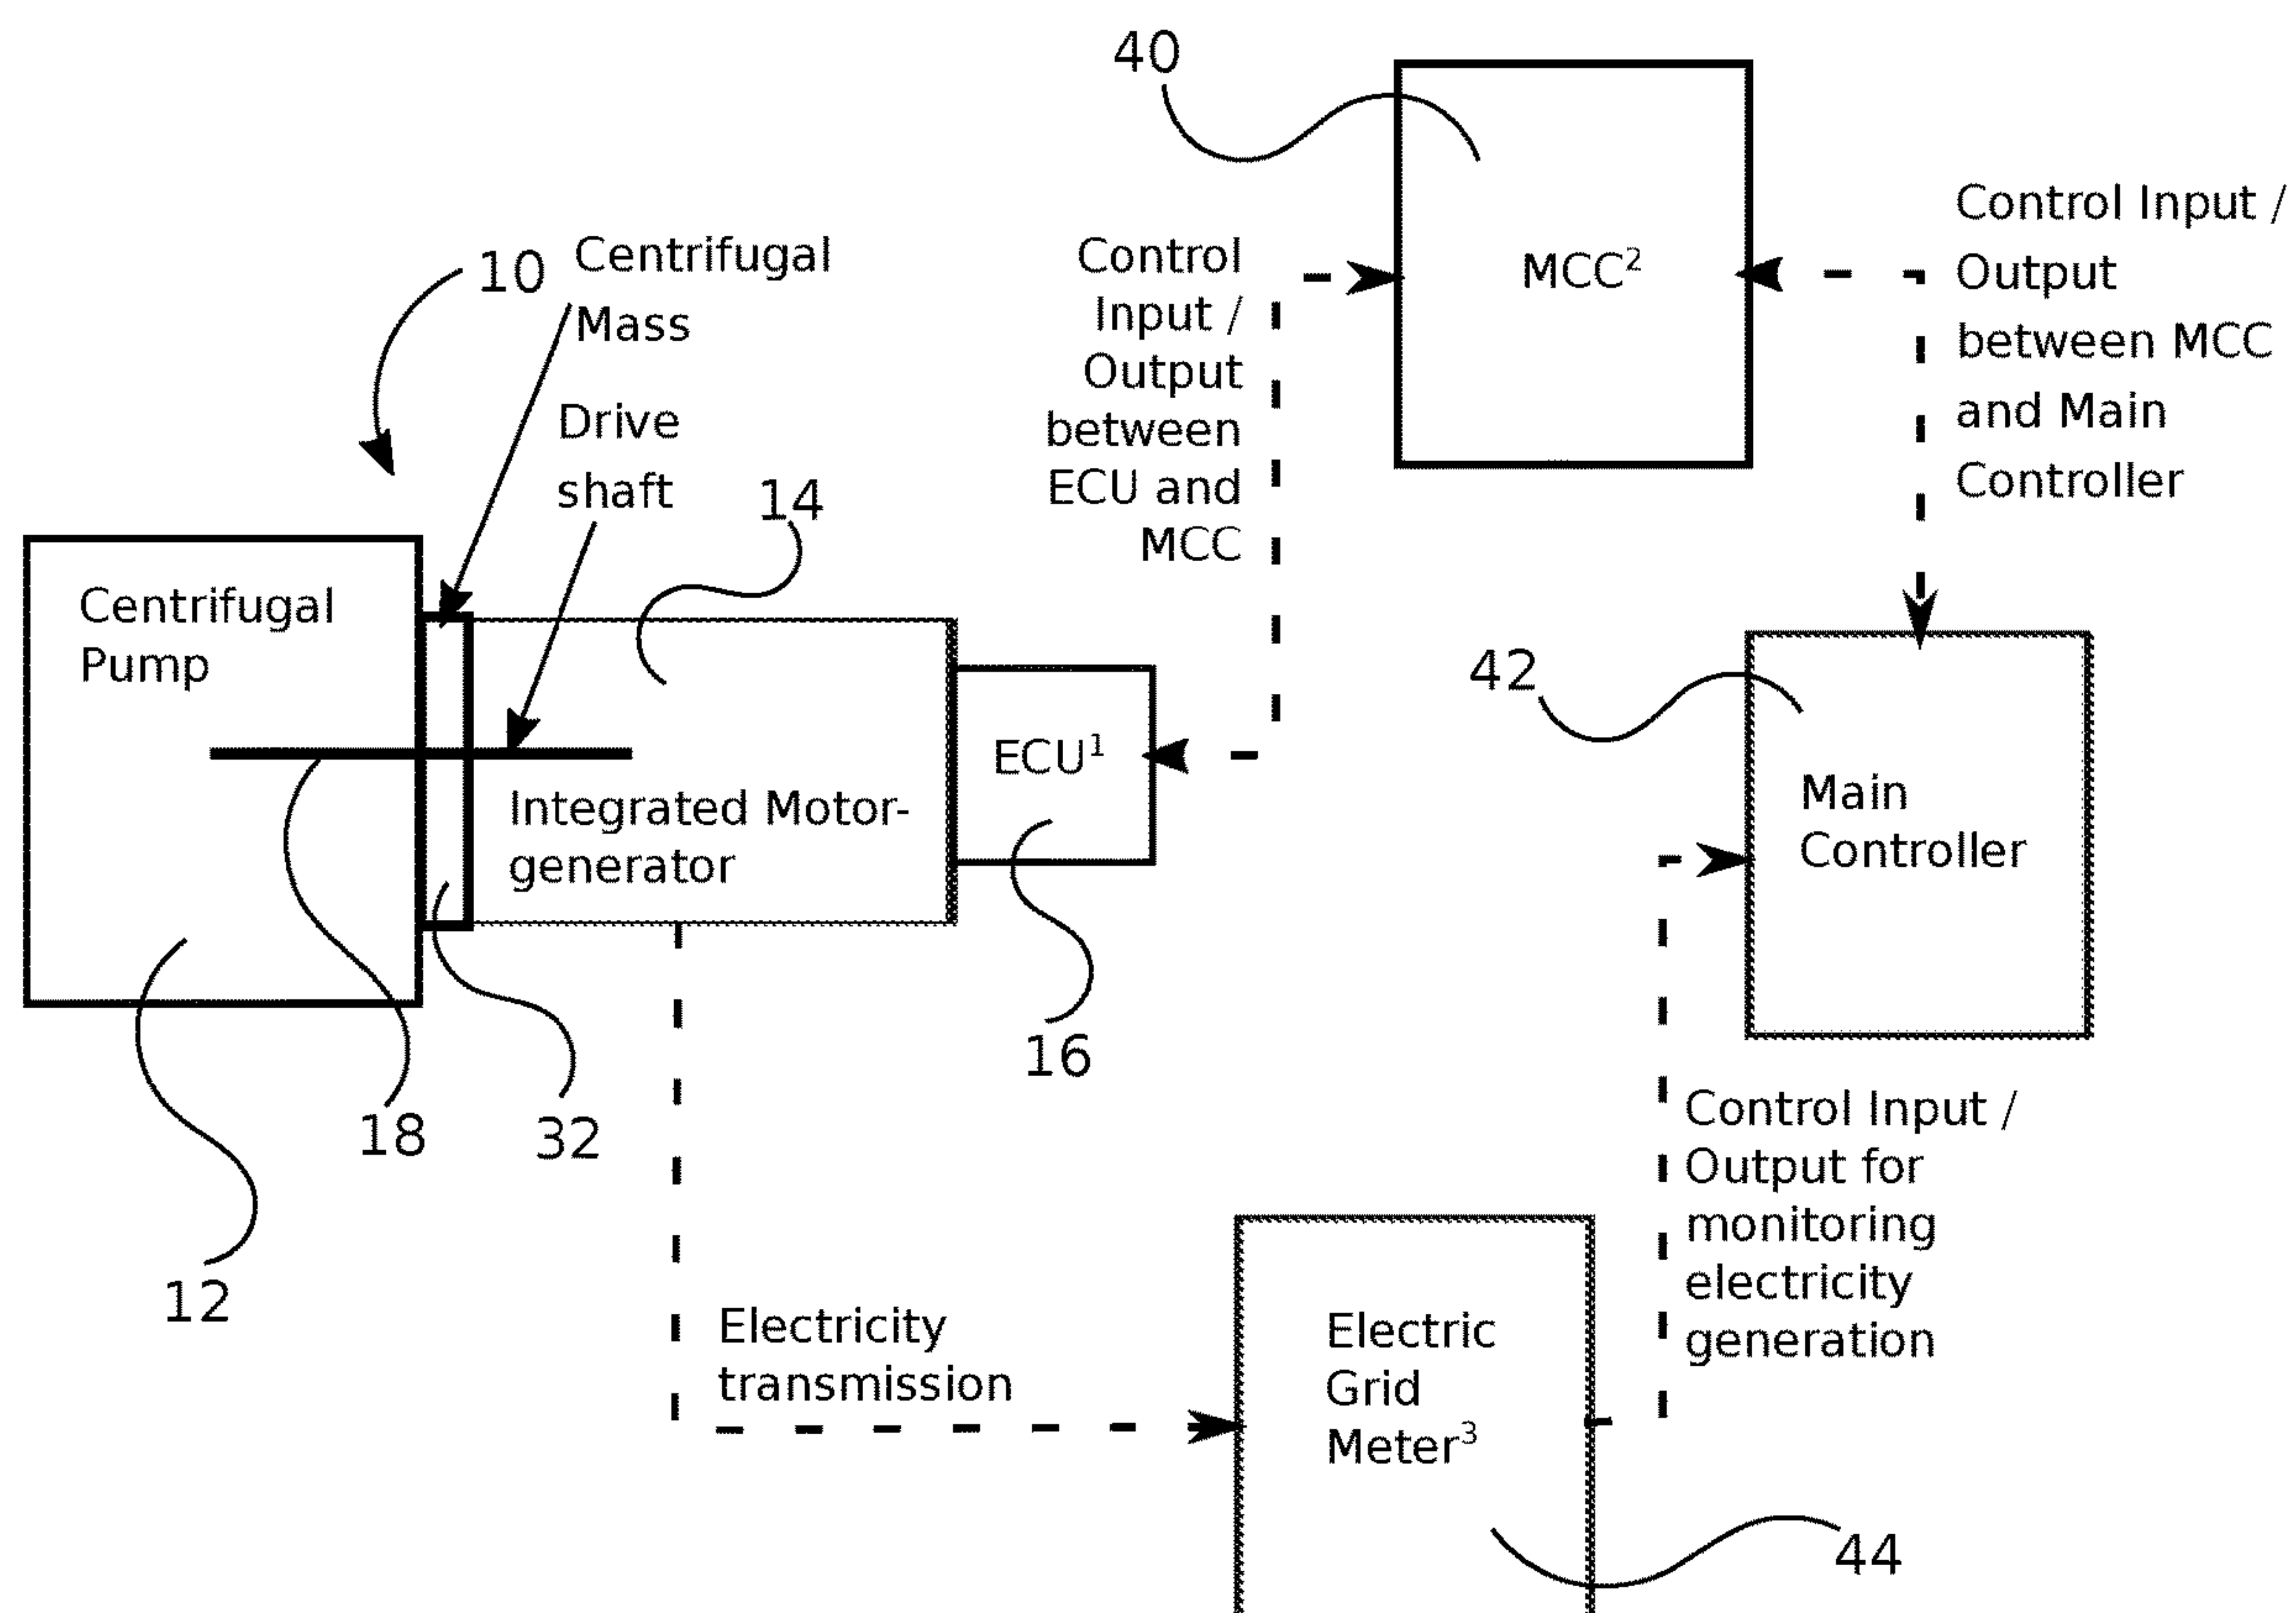 40
MCC²
Control Input /
Output
between MCC
and Main
Controller
Control
Input /
Output
between
ECU and
MCC
10
Centrifugal
Mass
Drive
shaft
14
Centrifugal
Pump
Integrated Motor-
generator
ECU¹
16
42
Main
Controller
18
32
12
Control Input /
Output for
monitoring
electricity
generation
Electricity
transmission
Electric
Grid
Meter³
44